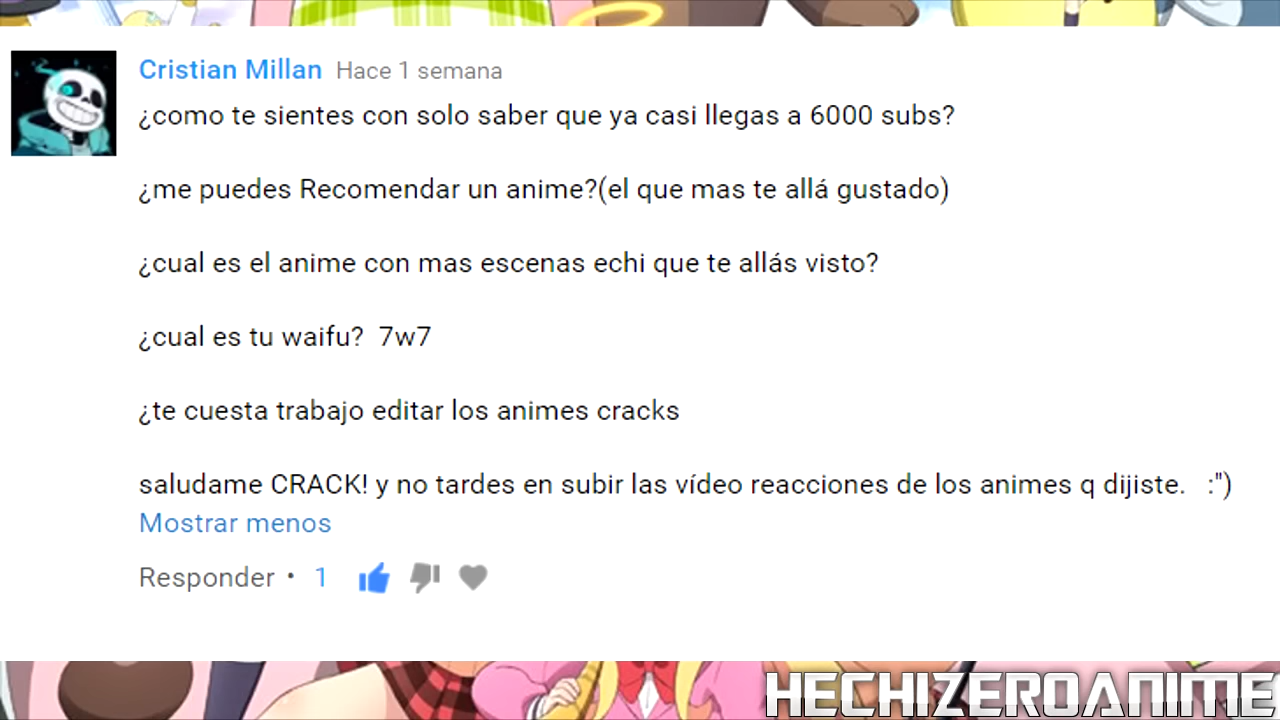 Cristian Millan Hace 1 semana
¿como te sientes con solo saber que ya casi llegas a 6000 subs?
¿me puedes Recomendar un anime?(el que mas te allá gustado)
¿cual es el anime con mas escenas echi que te allás visto?
¿cual es tu waifu?  7w7
¿te cuesta trabajo editar los animes cracks
saludame CRACK! y no tardes en subir las vídeo reacciones de los animes q dijiste.   :")
Mostrar menos
Responder • 1
HECHIZEROANIME